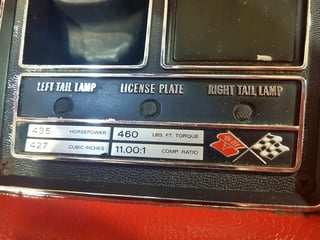 LEFT TAIL LAMP LICENSE PLATE RIGHT TAIL LAMP
435 HORSEPOWER 460 LBS. FT. TORQUE
427 CUBIC INCHES 11.00:1 COMP. RATIO